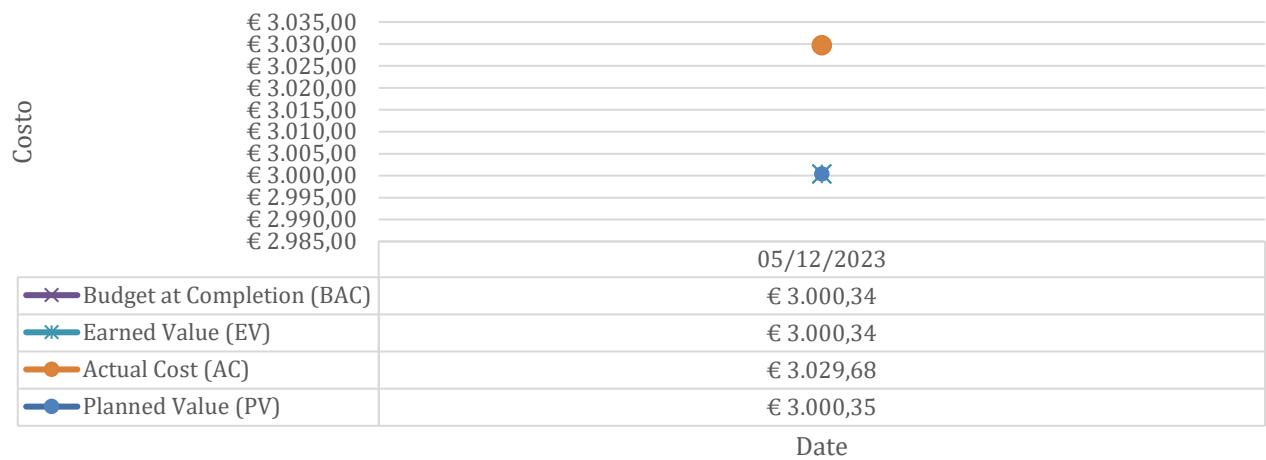 € 3.035,00
€ 3.030,00
€ 3.025,00
€ 3.020,00
€ 3.015,00
€ 3.010,00
€ 3.005,00
€ 3.000,00
€ 2.995,00
€ 2.990,00
€ 2.985,00
Costo
05/12/2023
Budget at Completion (BAC) € 3.000,34
Earned Value (EV) € 3.000,34
Actual Cost (AC) € 3.029,68
Planned Value (PV) € 3.000,35
Date